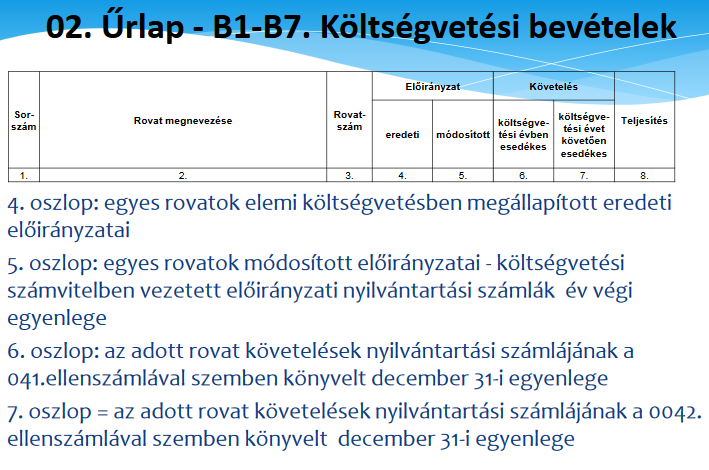 02. Űrlap - B1-B7. Költségvetési bevételek
Előirányzat
Követelés
Sor-
szám
Rovat megnevezése
Rovat-
szám
eredeti
módosított
költségve-
tési évben
esedékes
költségve-
tési évet
követően
esedékes
Teljesítés
1.
2.
3.
4.
5.
6.
7.
8.
4. oszlop: egyes rovatok elemi költségvetésben megállapított eredeti
előirányzatai
5. oszlop: egyes rovatok módosított előirányzatai - költségvetési
számvitelben vezetett előirányzati nyilvántartási számlák  év végi
egyenlege
6. oszlop: az adott rovat követelések nyilvántartási számlájának a
041.ellenszámlával szemben könyvelt december 31-i egyenlege
7. oszlop = az adott rovat követelések nyilvántartási számlájának a 0042.
ellenszámlával szemben könyvelt  december 31-i egyenlege